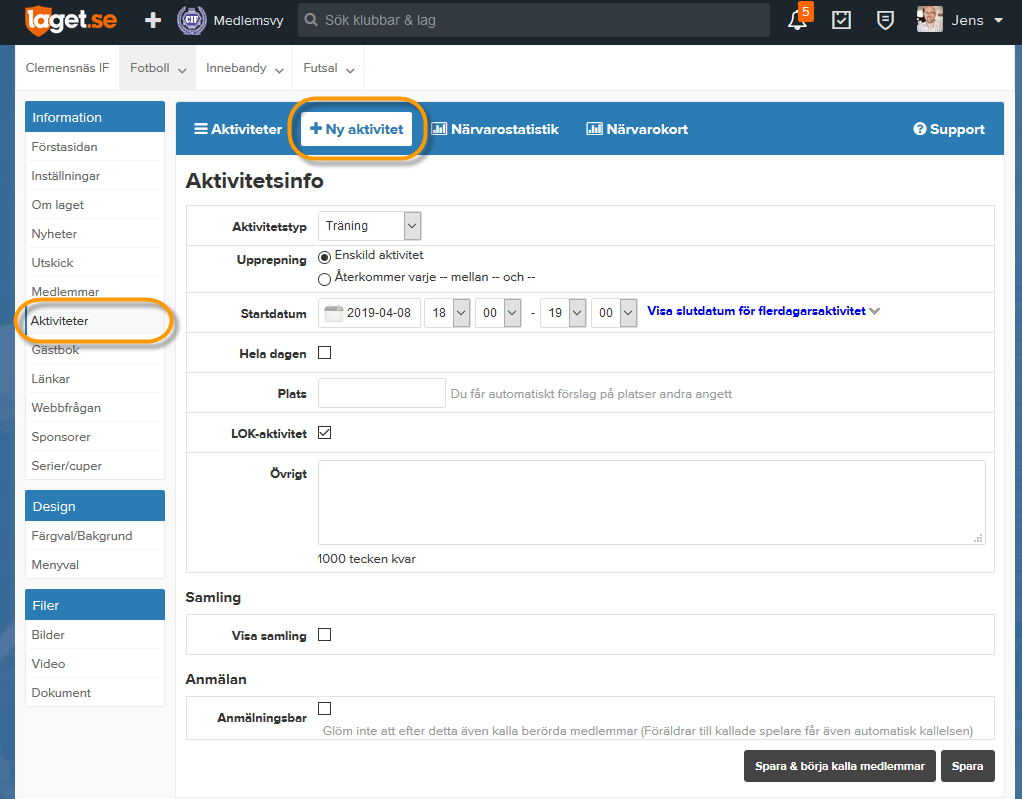 laget.se CIF Medlemsvy Sök klubbar & lag 5 Jens
Clemensnäs IF Fotboll Innebandy Futsal
Information
Förstasidan
Inställningar
Om laget
Nyheter
Utskick
Medlemmar
Aktiviteter
Gästbok
Länkar
Webbfrågan
Sponsorer
Serier/cuper
Design
Färgval/Bakgrund
Menyval
Filer
Bilder
Video
Dokument
Aktiviteter Ny aktivitet Närvarostatistik Närvarokort Support
Aktivitetsinfo
Aktivitetstyp Träning
Upprepning Enskild aktivitet
Återkommer varje -- mellan -- och --
Startdatum 2019-04-08 18 00 - 19 00 Visa slutdatum för flerdagarsaktivitet
Hela dagen
Plats Du får automatiskt förslag på platser andra angett
LOK-aktivitet
Övrigt
1000 tecken kvar
Samling
Visa samling
Anmälan
Anmälningsbar
Glöm inte att efter detta även kalla berörda medlemmar (Föräldrar till kallade spelare får även automatisk kallelsen)
Spara & börja kalla medlemmar Spara